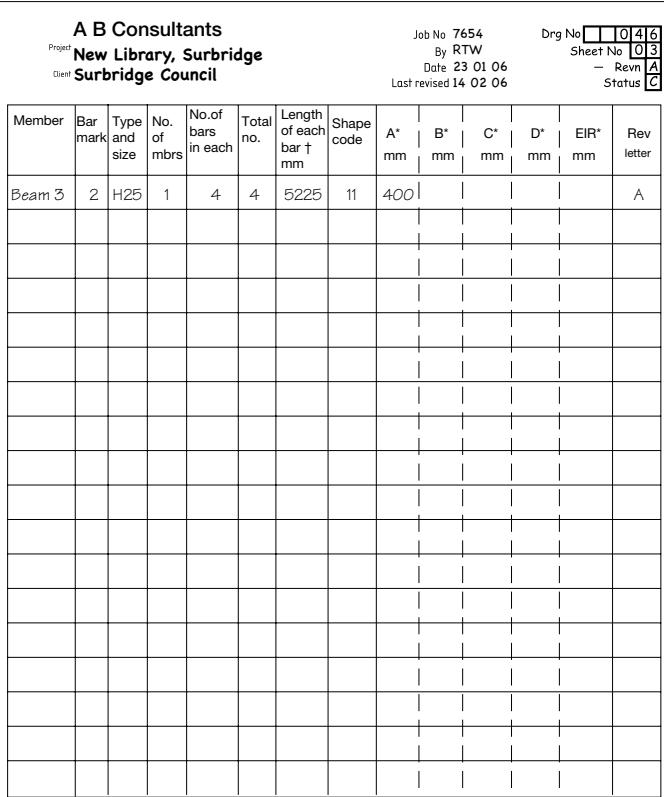 A B Consultants
Project New Library, Surbridge
Client Surbridge Council
Job No 7654
By RTW
Date 23 01 06
Last revised 14 02 06
Drg No 0 4 6
Sheet No 0 3
– Revn A
Status C
Member Bar mark Type and size No. of mbrs No.of bars in each Total no. Length of each bar † mm Shape code A* mm B* mm C* mm D* mm E/R* mm Rev letter
Beam 3 2 H25 1 4 4 5225 11 400 A